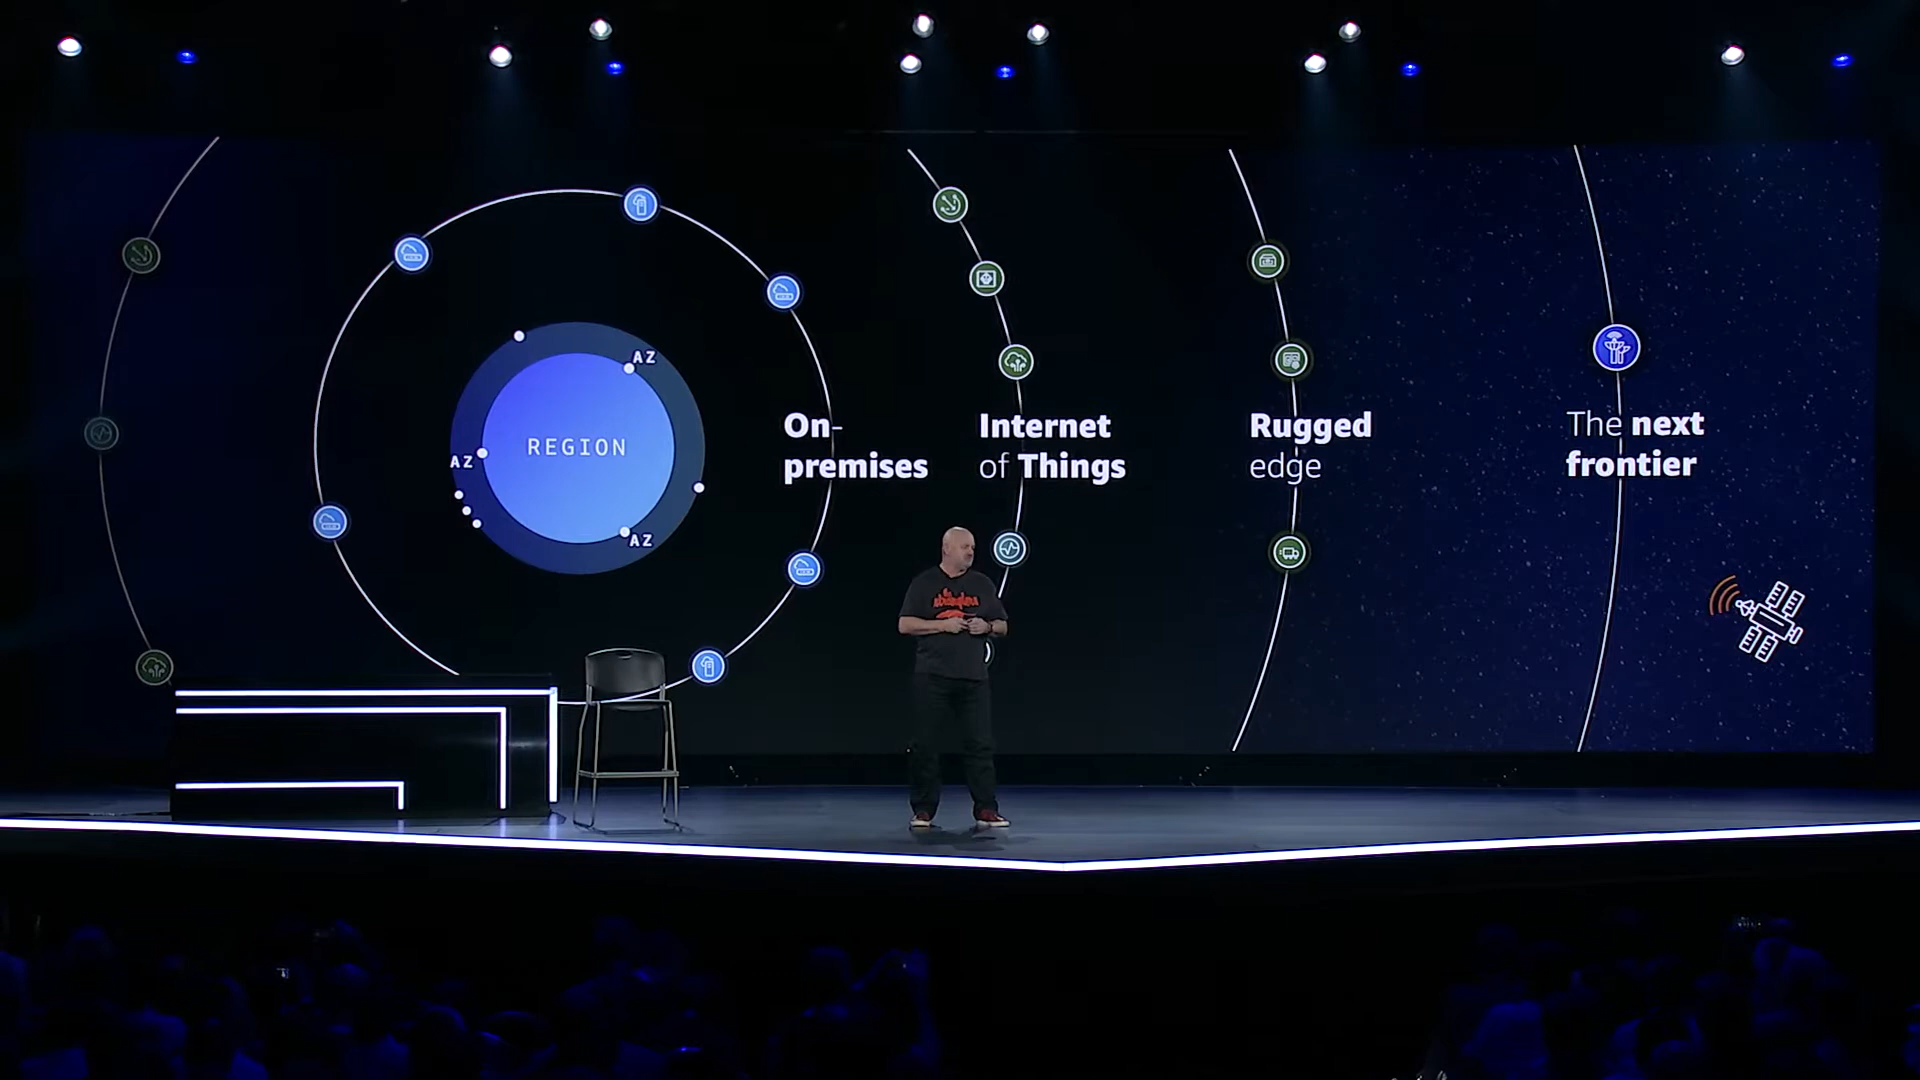 AZ
REGION
AZ
AZ
On-
premises
Internet
of Things
Rugged
edge
The next
frontier